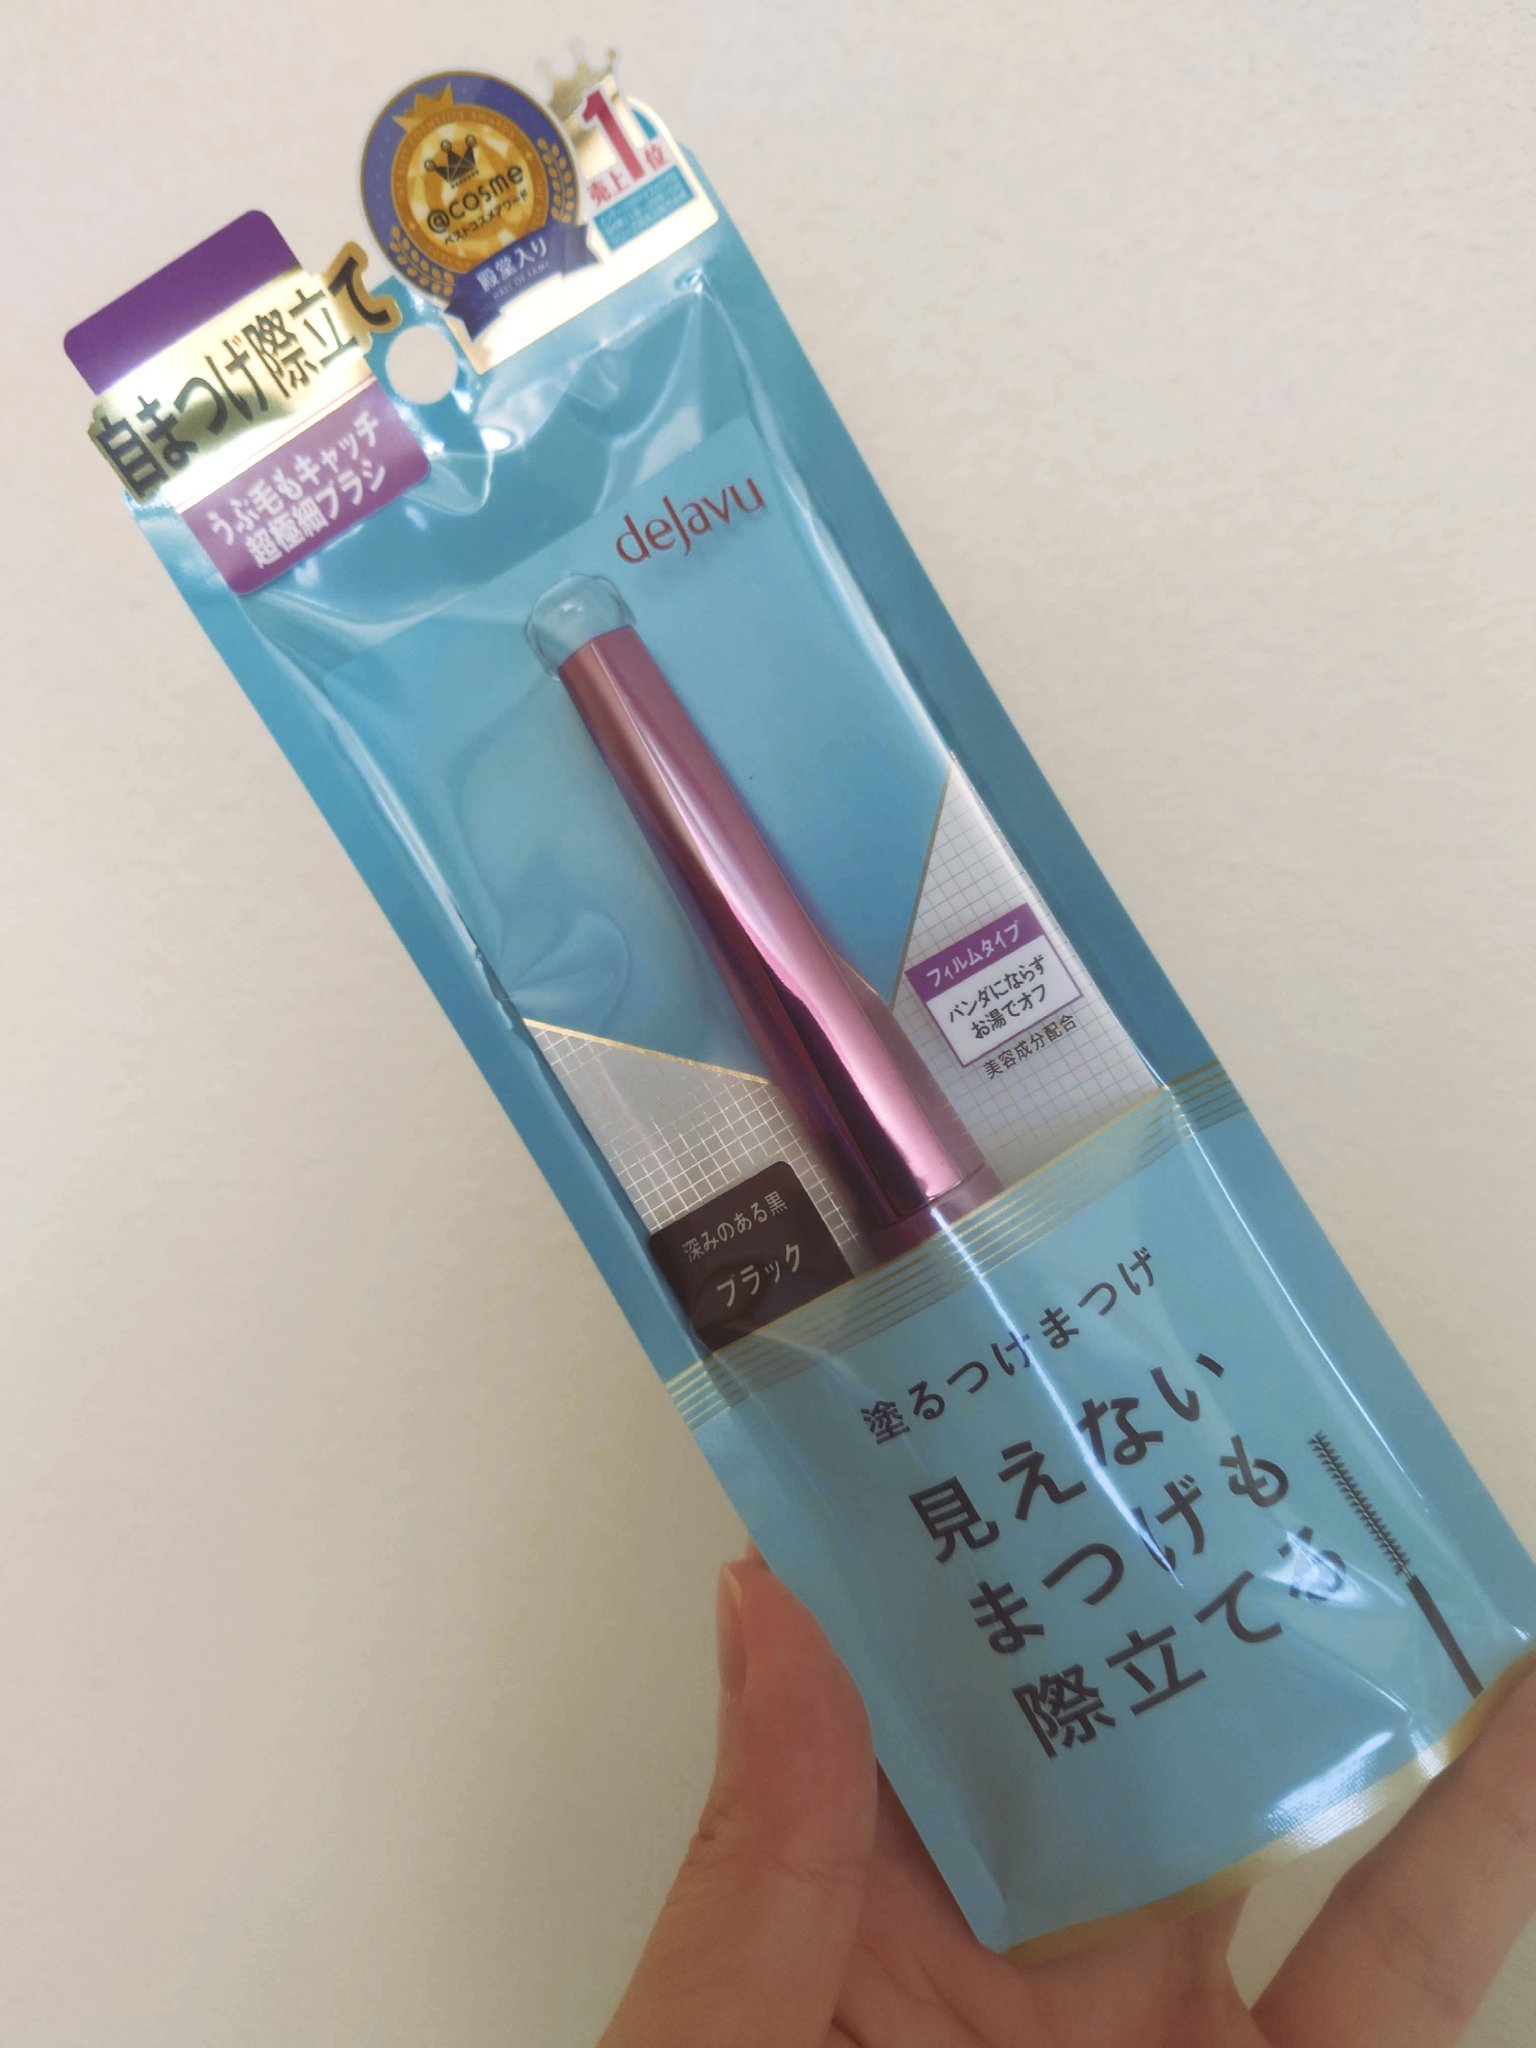 @cosme
ベストコスメアワード
殿堂入り
HALL OF FAME
売上1位
自まつげ際立て
うぶ毛もキャッチ
超極細ブラシ
dejavu
フィルムタイプ
パンダにならず
お湯でオフ
美容成分配合
深みのある黒
ブラック
塗るつけまつげ
見えない
まつげも
際立てる